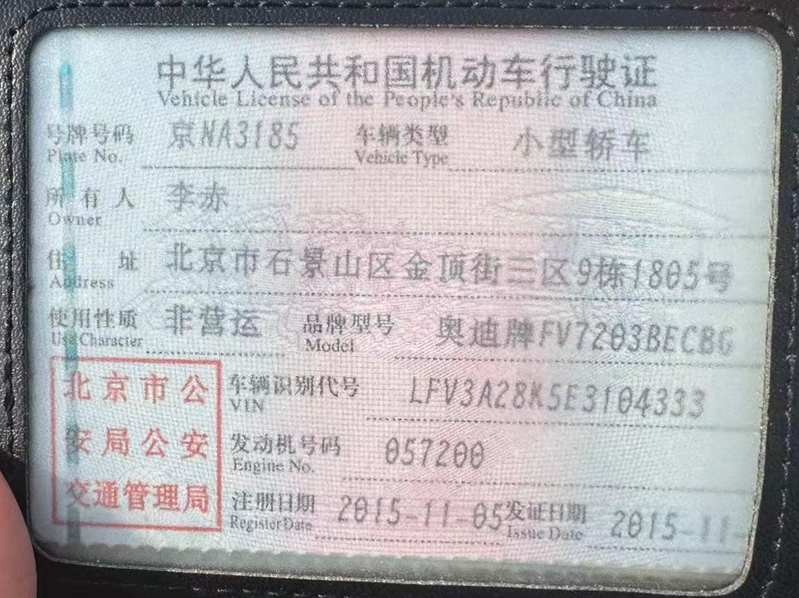 中华人民共和国机动车行驶证
Vehicle License of the People's Republic of China
号牌号码 京NA3185 车辆类型 小型轿车
Plate No. Vehicle Type
所有人 李赤
Owner
住址 北京市石景山区金顶街三区9栋1805号
Address
使用性质 非营运 品牌型号 奥迪牌FV7203BECBG
Use Character Model
北京市公 车辆识别代号 LFV3A28K5E3104333
VIN
安局公安 发动机号码 057200
Engine No.
交通管理局 注册日期 2015-11-05 发证日期 2015-11-
Register Date Issue Date